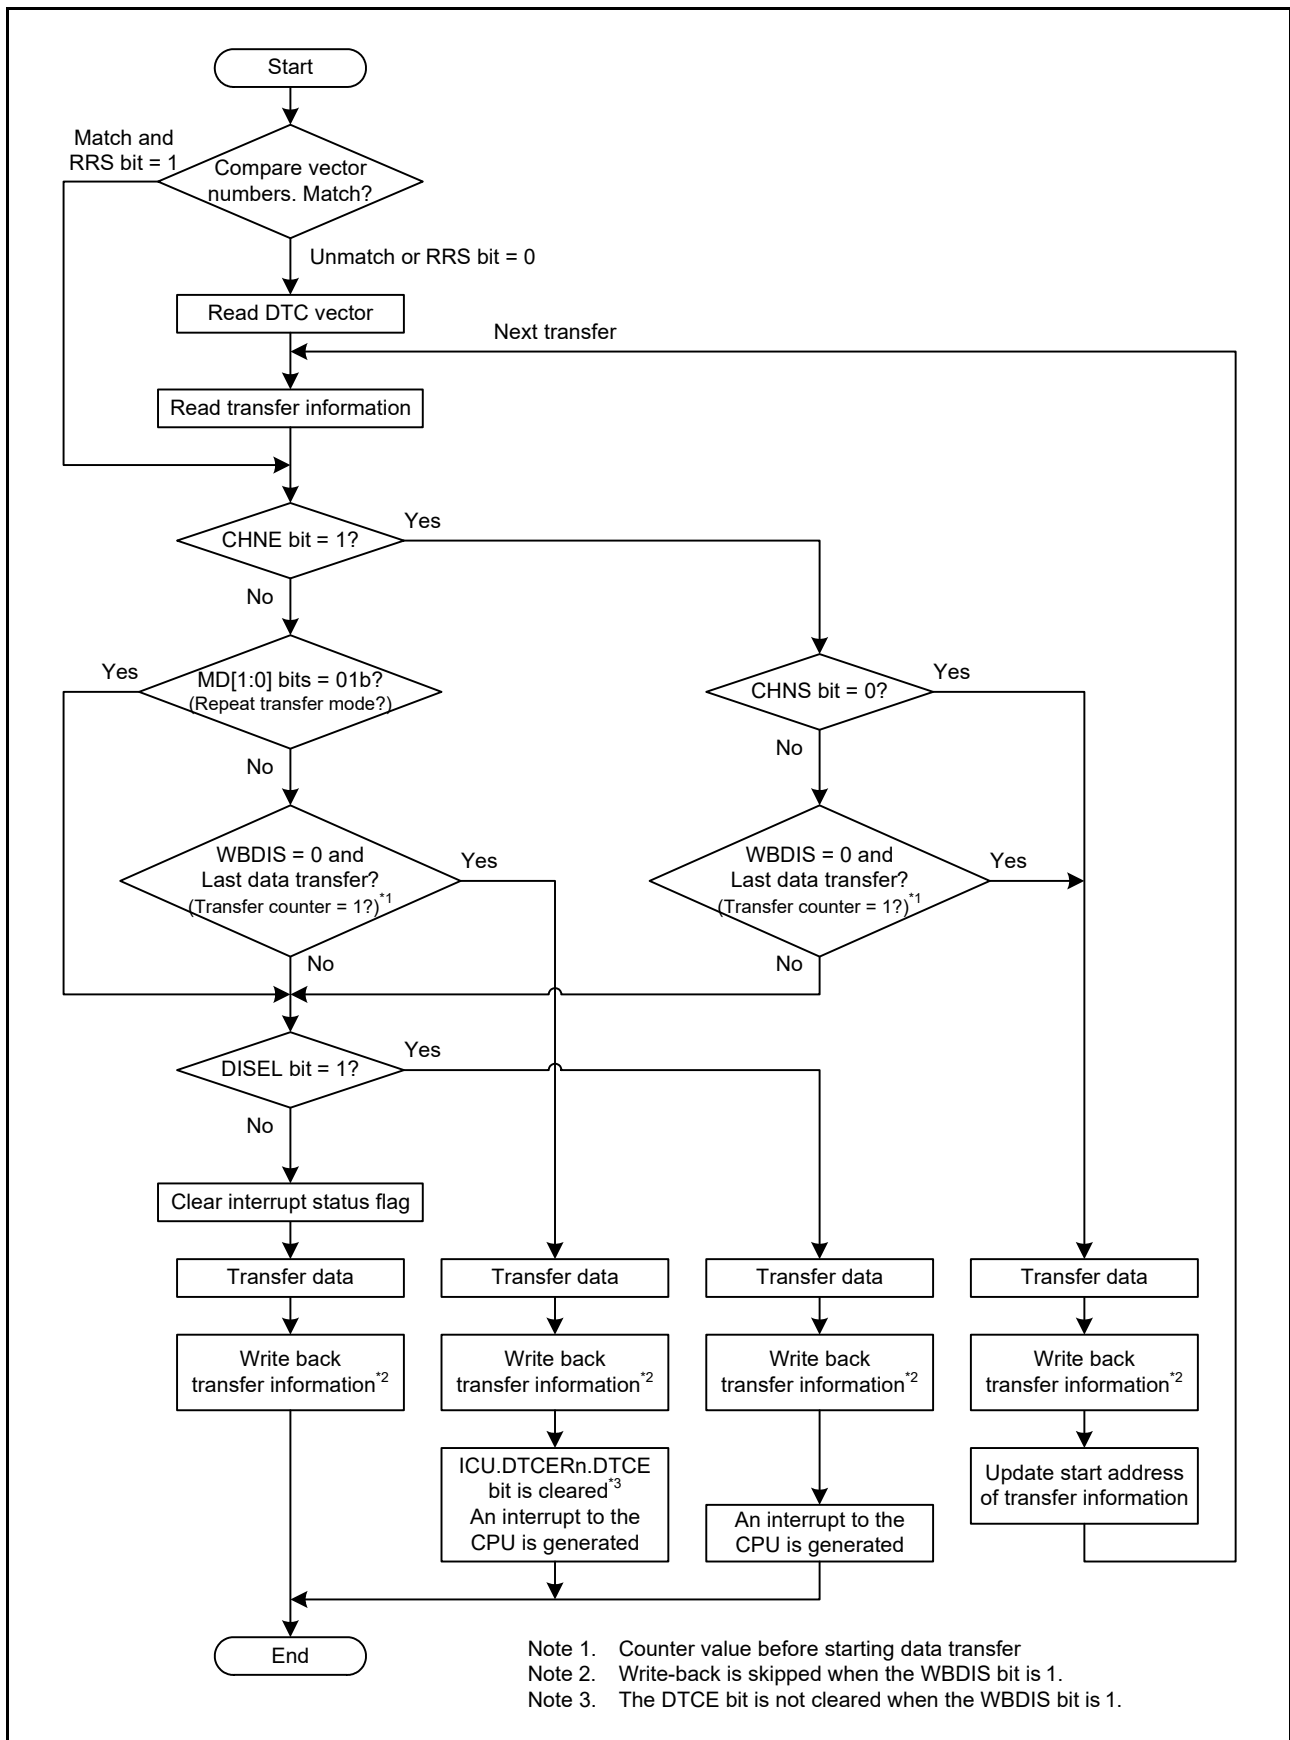 Start
Match and
RRS bit = 1
Compare vector
numbers. Match?
Unmatch or RRS bit = 0
Read DTC vector
Next transfer
Read transfer information
CHNE bit = 1?
Yes
No
Yes
MD[1:0] bits = 01b?
(Repeat transfer mode?)
CHNS bit = 0?
Yes
No
No
WBDIS = 0 and
Last data transfer?
(Transfer counter = 1?)*1
Yes
WBDIS = 0 and
Last data transfer?
(Transfer counter = 1?)*1
Yes
No
No
DISEL bit = 1?
Yes
No
Clear interrupt status flag
Transfer data
Transfer data
Transfer data
Transfer data
Write back
transfer information*2
Write back
transfer information*2
Write back
transfer information*2
Write back
transfer information*2
ICU.DTCERn.DTCE
bit is cleared*3
An interrupt to the
CPU is generated
An interrupt to the
CPU is generated
Update start address
of transfer information
End
Note 1. Counter value before starting data transfer
Note 2. Write-back is skipped when the WBDIS bit is 1.
Note 3. The DTCE bit is not cleared when the WBDIS bit is 1.